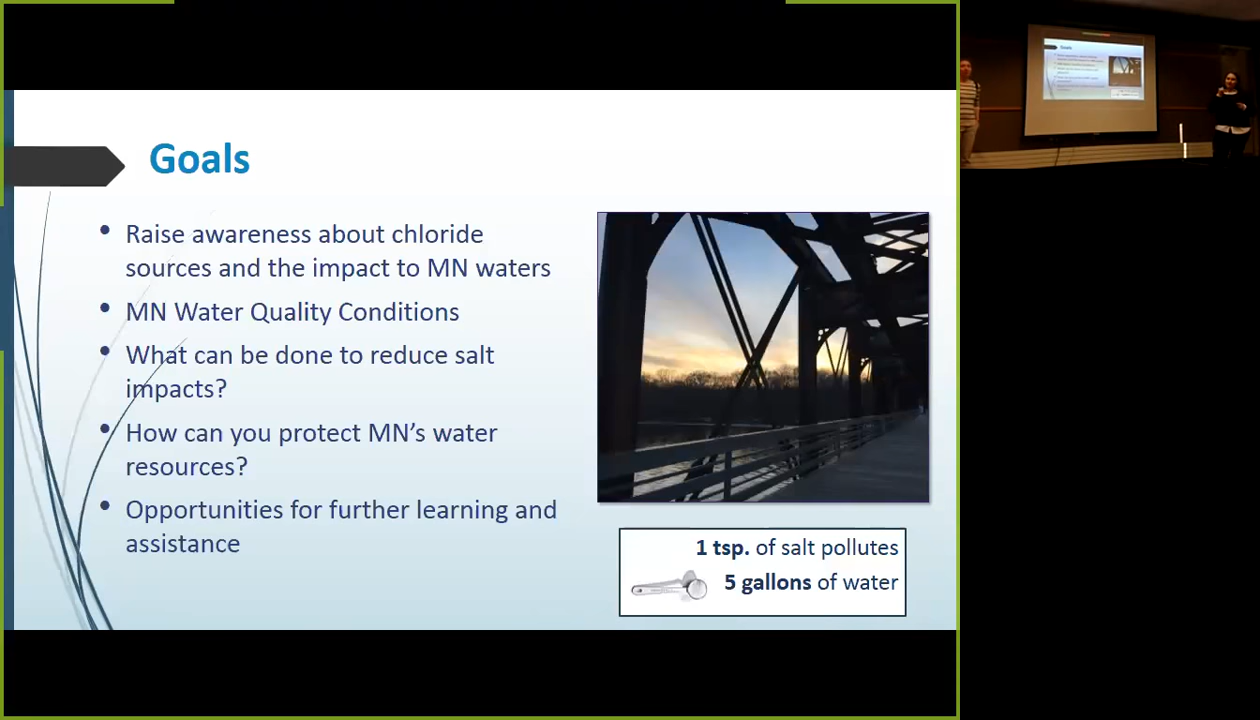 Goals
• Raise awareness about chloride
sources and the impact to MN waters
• MN Water Quality Conditions
• What can be done to reduce salt
impacts?
• How can you protect MN’s water
resources?
• Opportunities for further learning and
assistance
1 tsp. of salt pollutes
5 gallons of water
Goals